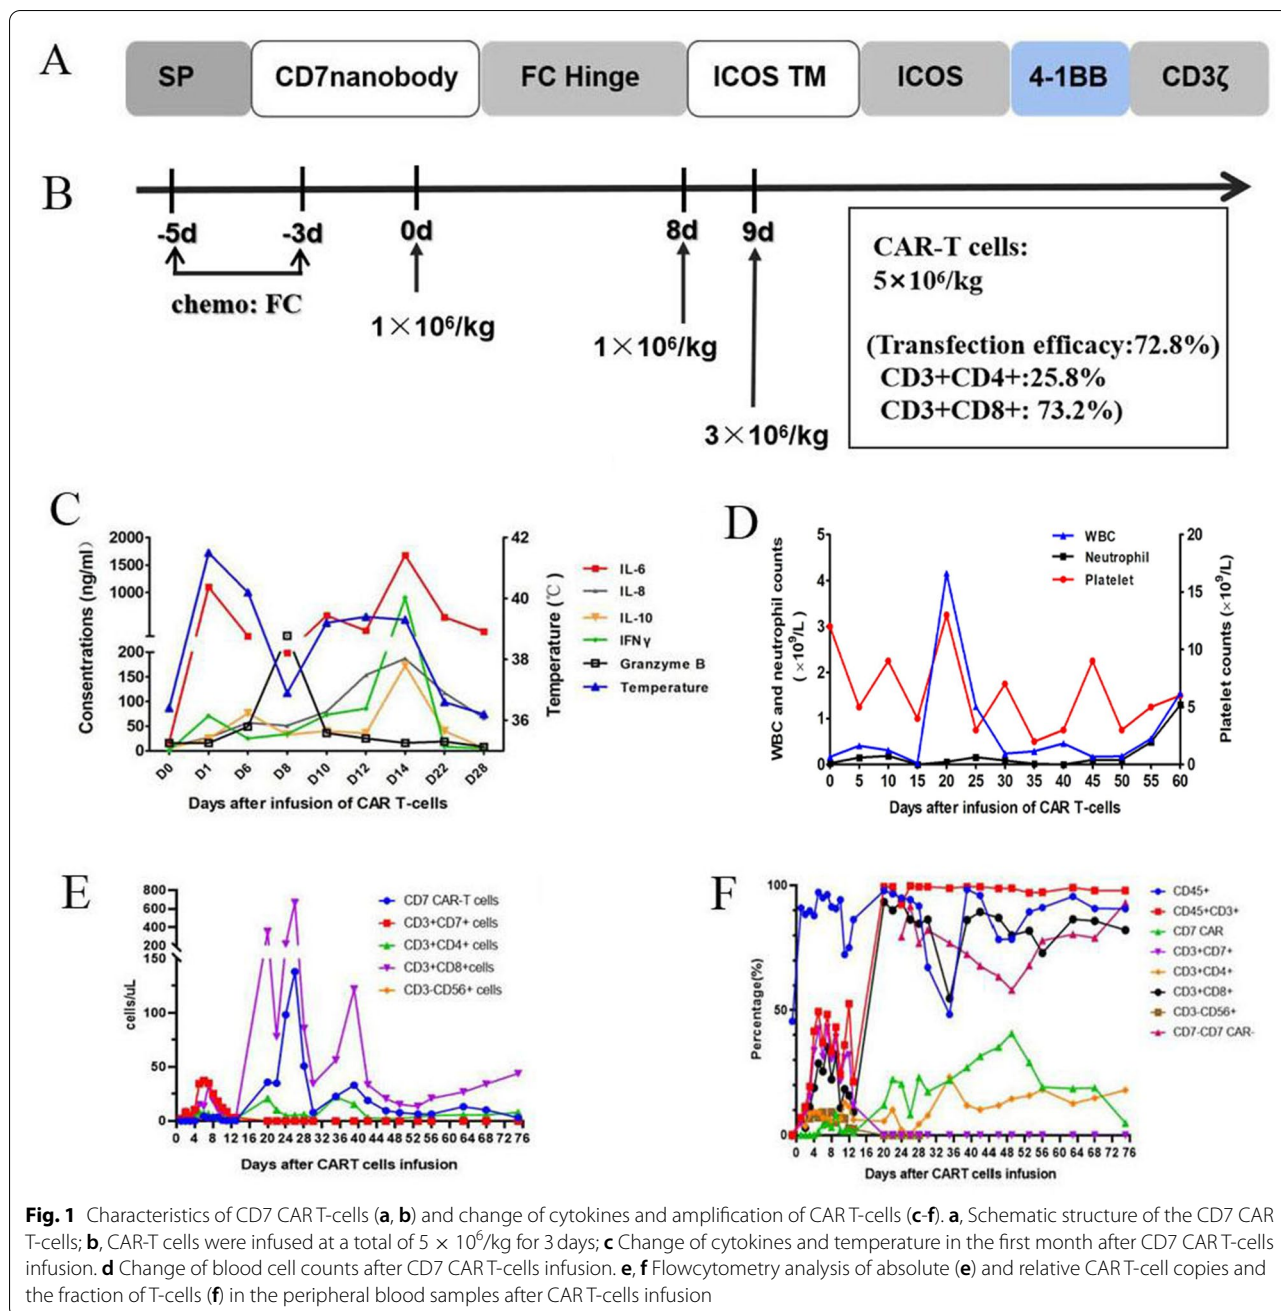 A
SP
CD7nanobody
FC Hinge
ICOS TM
ICOS
4-1BB
CD3ζ
B
-5d
-3d
0d
8d
9d
chemo: FC
1×10⁶/kg
1×10⁶/kg
3×10⁶/kg
CAR-T cells:
5×10⁶/kg
(Transfection efficacy:72.8%)
CD3+CD4+:25.8%
CD3+CD8+: 73.2%)
C
Consentrations (ng/ml)
2000
1500
1000
200
150
100
50
0
42
40
38
36
Temperature (℃)
D0
D1
D6
D8
D10
D12
D14
D22
D28
Days after infusion of CAR T-cells
IL-6
IL-8
IL-10
IFNγ
Granzyme B
Temperature
D
WBC and neutrophil counts
(×10⁹/L)
5
4
3
2
1
0
20
15
10
5
0
Platelet counts (×10⁹/L)
0 5 10 15 20 25 30 35 40 45 50 55 60
Days after infusion of CAR T-cells
WBC
Neutrophil
Platelet
E
cells/uL
800
600
400
200
150
100
50
0
0 2 4 6 8 12 16 20 24 28 32 36 40 44 48 52 56 60 64 68 72 76
Days after CART cells infusion
CD7 CAR-T cells
CD3+CD7+ cells
CD3+CD4+ cells
CD3+CD8+cells
CD3-CD56+ cells
F
Percentage(%)
100
50
0
0 4 8 12 16 20 24 28 32 36 40 44 48 52 56 60 64 68 72 76
Days after CART cells infusion
CD45+
CD45+CD3+
CD7 CAR
CD3+CD7+
CD3+CD4+
CD3+CD8+
CD3-CD56+
CD7-CD7 CAR-
Fig. 1 Characteristics of CD7 CAR T-cells (a, b) and change of cytokines and amplification of CAR T-cells (c-f). a, Schematic structure of the CD7 CAR
T-cells; b, CAR-T cells were infused at a total of 5 × 10⁶/kg for 3 days; c Change of cytokines and temperature in the first month after CD7 CAR T-cells
infusion. d Change of blood cell counts after CD7 CAR T-cells infusion. e, f Flowcytometry analysis of absolute (e) and relative CAR T-cell copies and
the fraction of T-cells (f) in the peripheral blood samples after CAR T-cells infusion